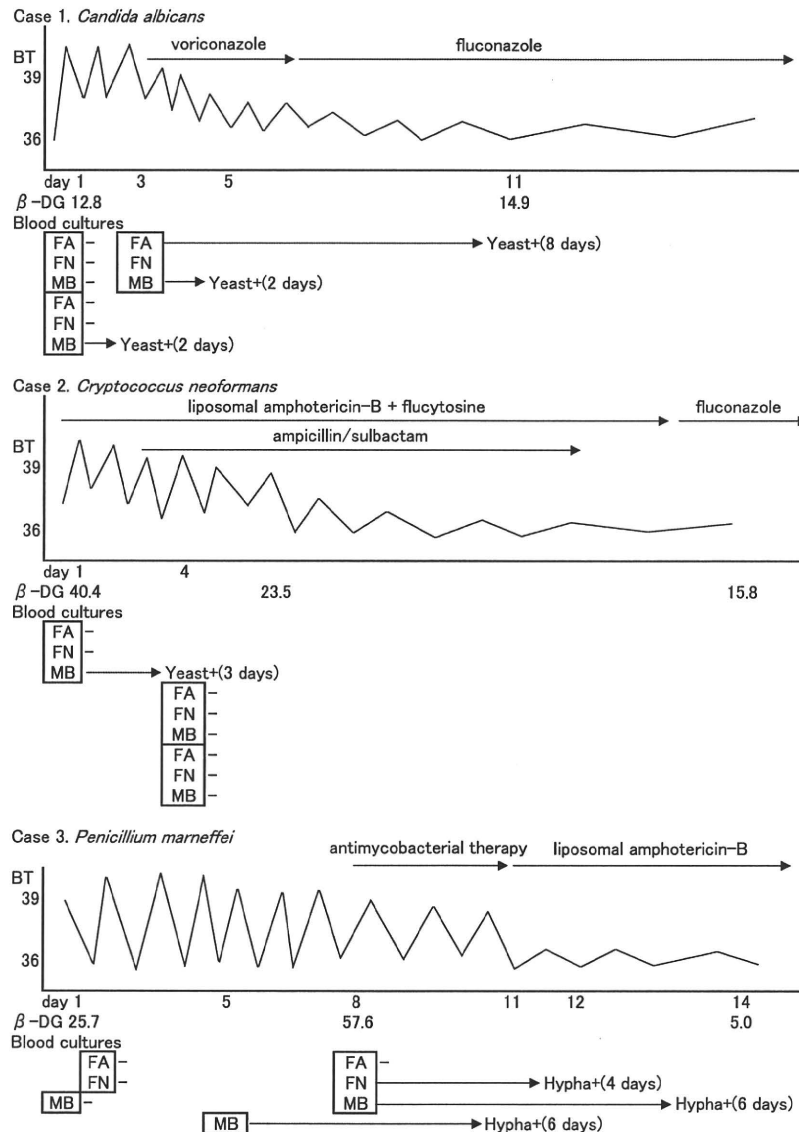 Case 1. Candida albicans
voriconazole fluconazole
BT
39
36
day 1 3 5 11
β-DG 12.8 14.9
Blood cultures
FA - FA Yeast+(8 days)
FN - FN
MB - MB Yeast+(2 days)
FA -
FN -
MB Yeast+(2 days)
Case 2. Cryptococcus neoformans
liposomal amphotericin-B + flucytosine fluconazole
ampicillin/sulbactam
BT
39
36
day 1 4
β-DG 40.4 23.5 15.8
Blood cultures
FA -
FN -
MB Yeast+(3 days)
FA -
FN -
MB -
FA -
FN -
MB -
Case 3. Penicillium marneffei
antimycobacterial therapy liposomal amphotericin-B
BT
39
36
day 1 5 8 11 12 14
β-DG 25.7 57.6 5.0
Blood cultures
FA - FA -
FN - FN Hypha+(4 days)
MB - MB Hypha+(6 days)
MB Hypha+(6 days)